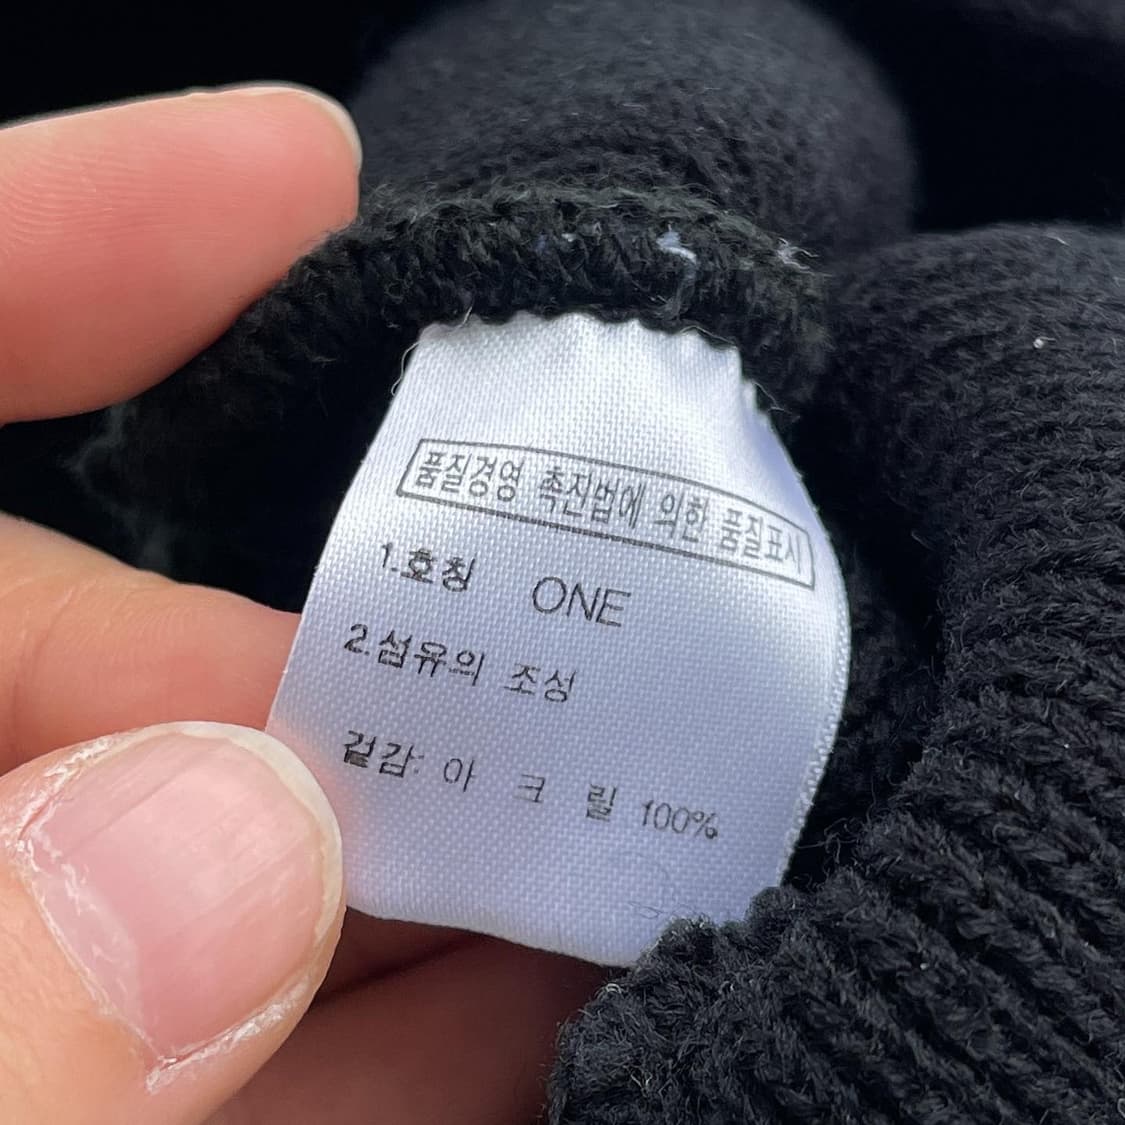 품질경영 촉진법에 의한 품질표시
1.호칭 ONE
2.섬유의 조성
겉감: 아 크 릴 100%